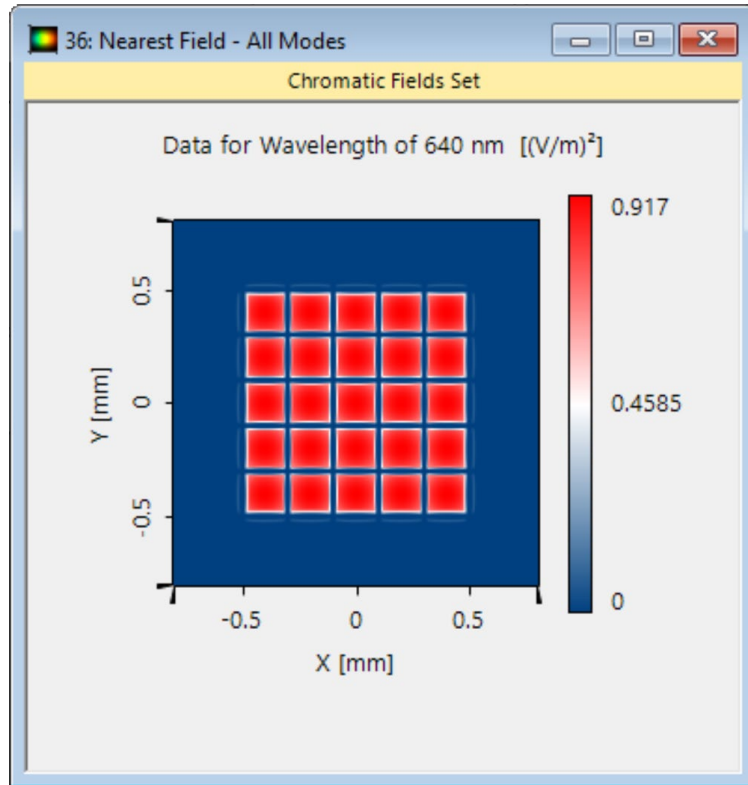 36: Nearest Field - All Modes
Chromatic Fields Set
Data for Wavelength of 640 nm [(V/m)²]
0.917
0.4585
0
Y [mm]
0.5
0
-0.5
-0.5 0 0.5
X [mm]